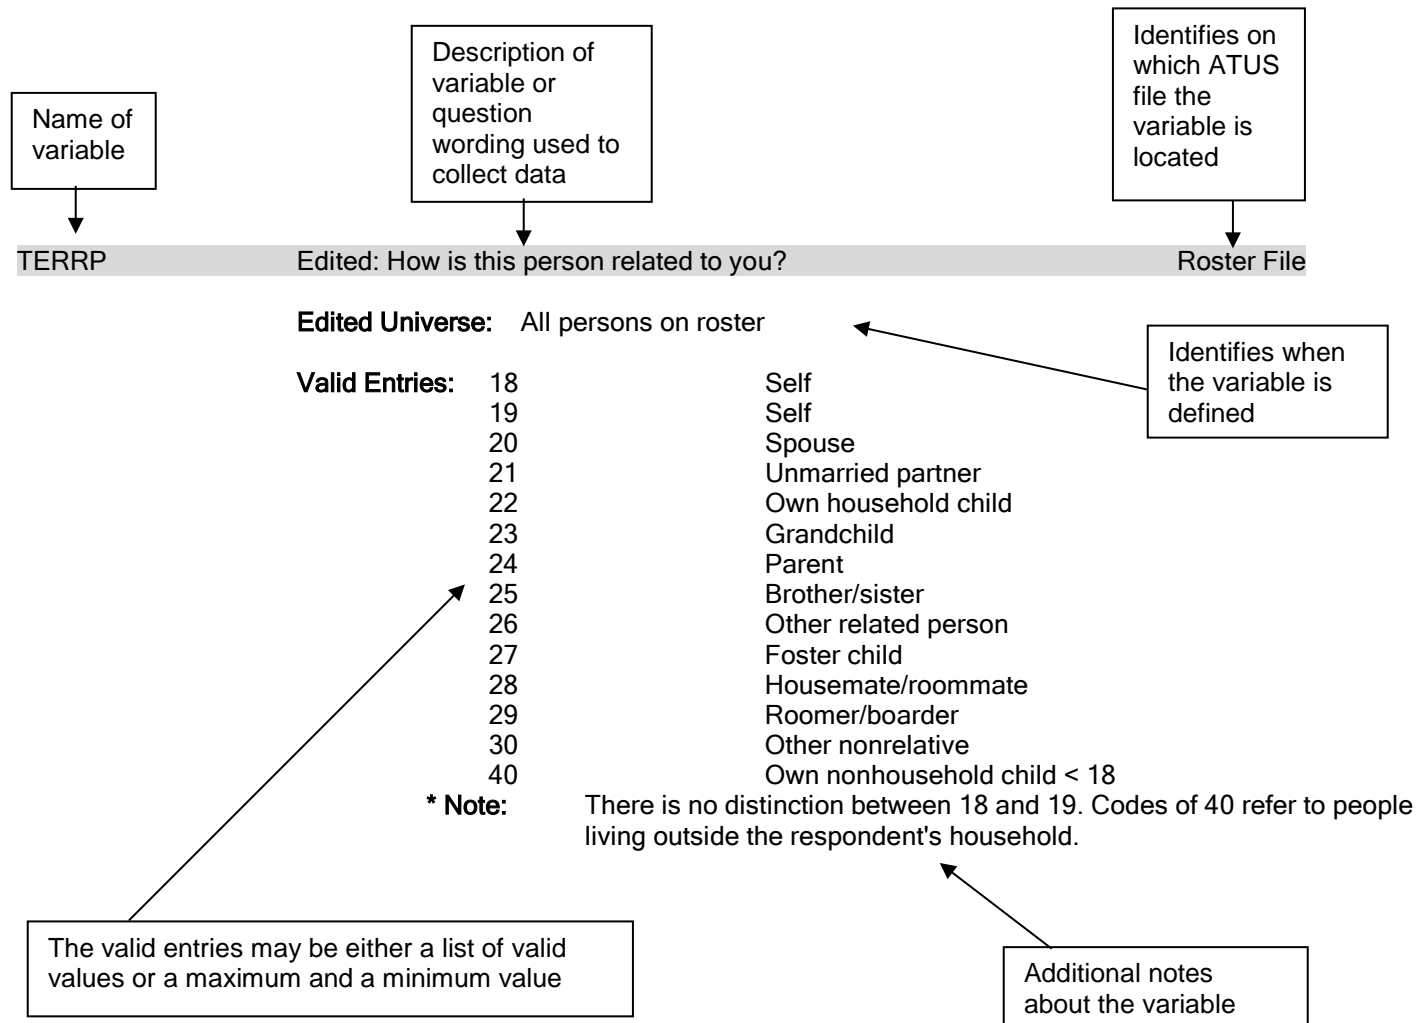 Name of
variable
Description of
variable or
question
wording used to
collect data
Identifies on
which ATUS
file the
variable is
located
TERRP Edited: How is this person related to you? Roster File
Edited Universe: All persons on roster
Identifies when
the variable is
defined
Valid Entries: 18 Self
19 Self
20 Spouse
21 Unmarried partner
22 Own household child
23 Grandchild
24 Parent
25 Brother/sister
26 Other related person
27 Foster child
28 Housemate/roommate
29 Roomer/boarder
30 Other nonrelative
40 Own nonhousehold child < 18
* Note: There is no distinction between 18 and 19. Codes of 40 refer to people
living outside the respondent's household.
The valid entries may be either a list of valid
values or a maximum and a minimum value
Additional notes
about the variable